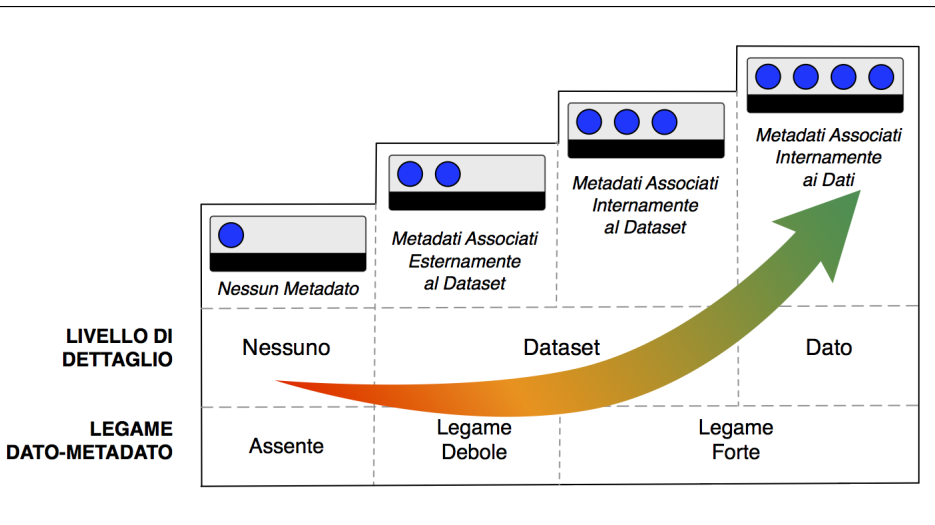 Nessun Metadato
Metadati Associati
Esternamente
al Dataset
Metadati Associati
Internamente
al Dataset
Metadati Associati
Internamente
ai Dati
LIVELLO DI
DETTAGLIO
Nessuno
Dataset
Dato
LEGAME
DATO-METADATO
Assente
Legame
Debole
Legame
Forte